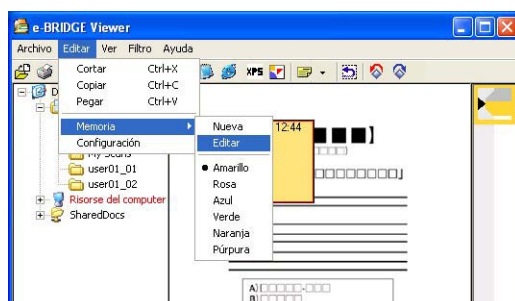 e-BRIDGE Viewer
Archivo Editar Ver Filtro Ayuda
XPS
Cortar Ctrl+X
Copiar Ctrl+C
Pegar Ctrl+V
Memoria
Configuración
Nueva
Editar
Amarillo
Rosa
Azul
Verde
Naranja
Púrpura
12:44
My Scans
user01_01
user01_02
Risorse del computer
SharedDocs
A)
B)